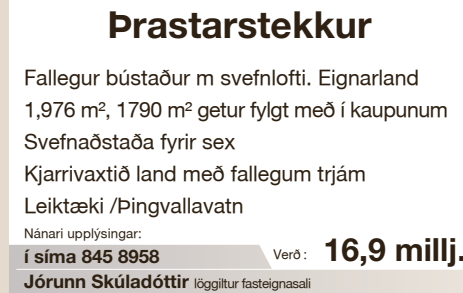 Þrastarstekkur
Fallegur bústaður m svefnlofti. Eignarland
1,976 m², 1790 m² getur fylgt með í kaupunum
Svefnaðstaða fyrir sex
Kjarrivaxtið land með fallegum trjám
Leiktæki /Þingvallavatn
Nánari upplýsingar:
í síma 845 8958
Verð: 16,9 millj.
Jórunn Skúladóttir löggiltur fasteignasali